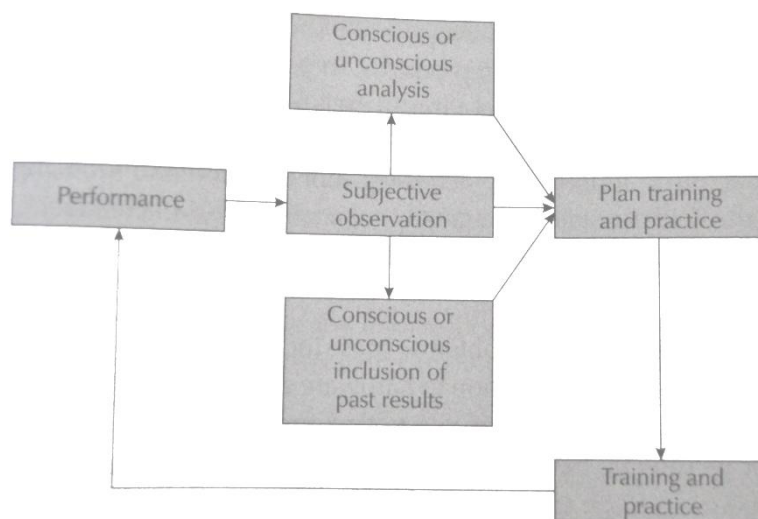 Conscious or
unconscious
analysis
Performance
Subjective
observation
Plan training
and practice
Conscious or
unconscious
inclusion of
past results
Training and
practice